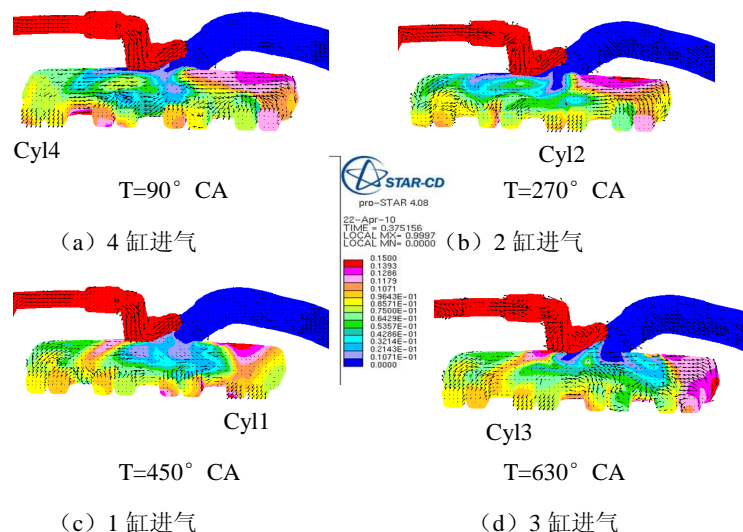 Cyl4
T=90° CA
(a) 4 缸进气
Cyl2
T=270° CA
(b) 2 缸进气
STAR-CD
pro-STAR 4.08
22-Apr-10
TIME = 0.375156
LOCAL MX= 0.9997
LOCAL MN= 0.0000
0.1500
0.1393
0.1286
0.1179
0.1071
0.9643E-01
0.8571E-01
0.7500E-01
0.6429E-01
0.5357E-01
0.4286E-01
0.3214E-01
0.2143E-01
0.1071E-01
0.0000
Cyl1
T=450° CA
(c) 1 缸进气
Cyl3
T=630° CA
(d) 3 缸进气